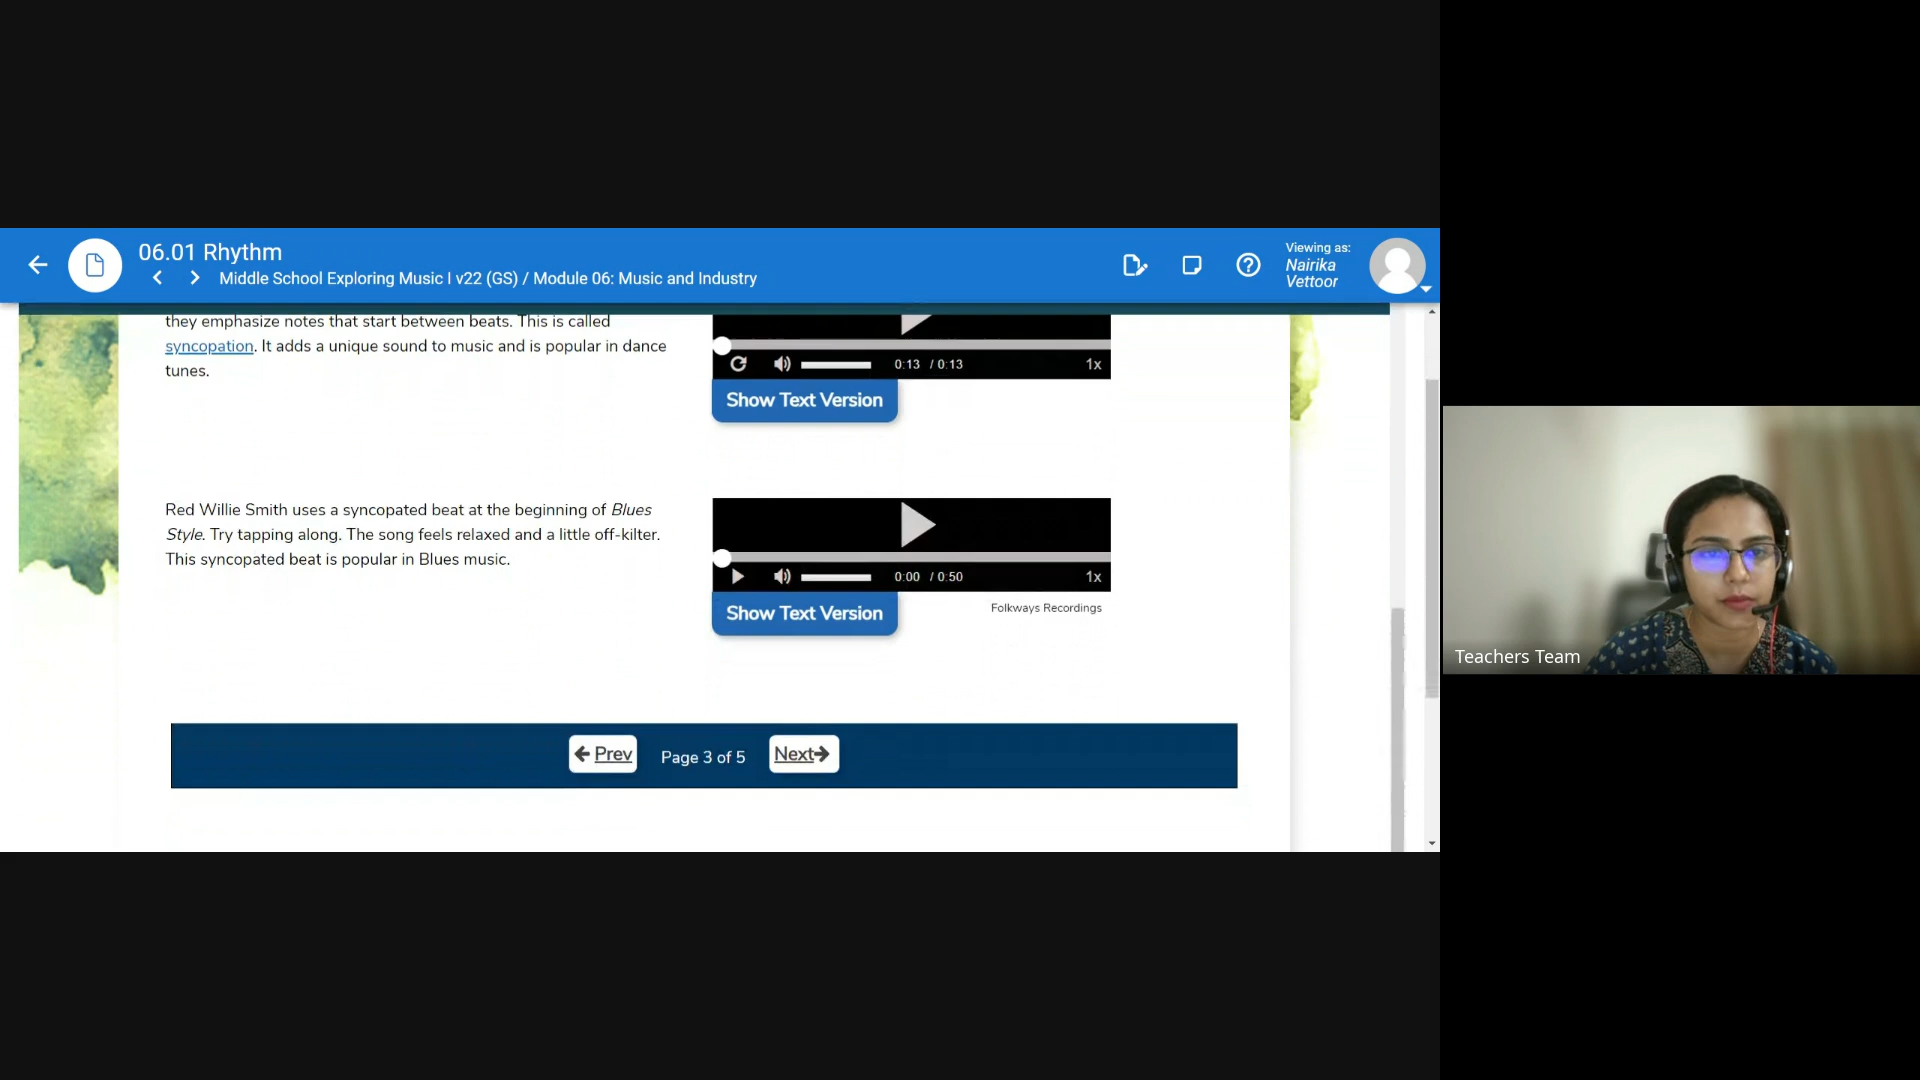 06.01 Rhythm
Middle School Exploring Music I v22 (GS) / Module 06: Music and Industry
Viewing as:
Nairika
Vettoor
they emphasize notes that start between beats. This is called
syncopation. It adds a unique sound to music and is popular in dance
tunes.
0:13 / 0:13
1x
Show Text Version
Red Willie Smith uses a syncopated beat at the beginning of Blues
Style. Try tapping along. The song feels relaxed and a little off-kilter.
This syncopated beat is popular in Blues music.
0:00 / 0:50
1x
Show Text Version
Folkways Recordings
Prev
Page 3 of 5
Next
Teachers Team